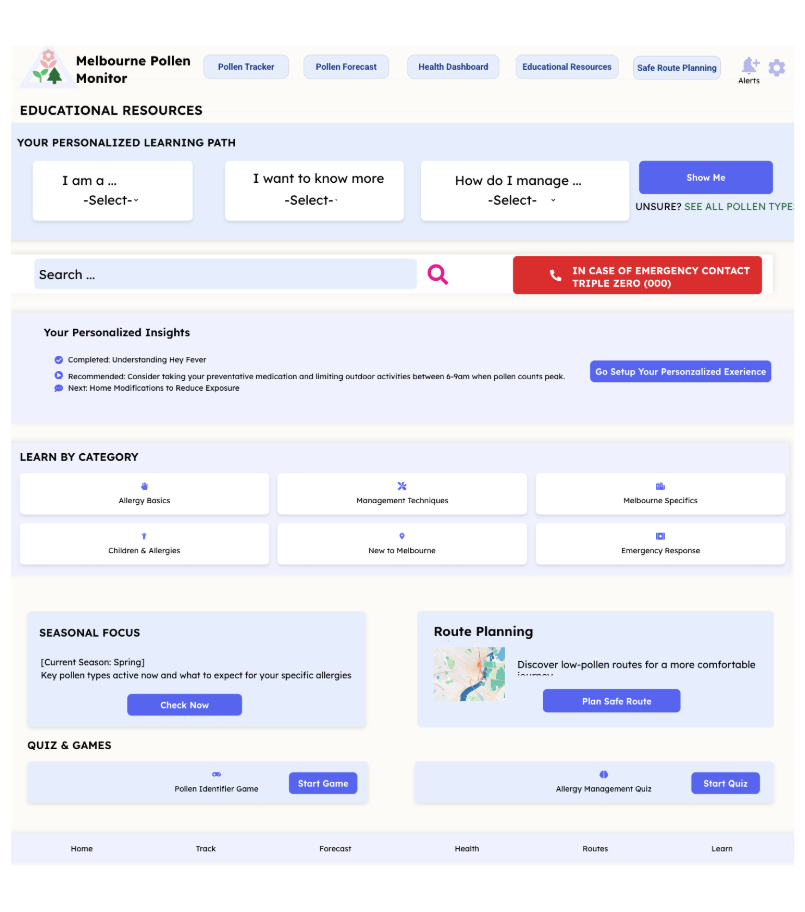 Melbourne Pollen
Monitor
Pollen Tracker
Pollen Forecast
Health Dashboard
Educational Resources
Safe Route Planning
Alerts
EDUCATIONAL RESOURCES
YOUR PERSONALIZED LEARNING PATH
I am a ...
-Select-
I want to know more
-Select-
How do I manage ...
-Select-
Show Me
UNSURE? SEE ALL POLLEN TYPE
Search ...
IN CASE OF EMERGENCY CONTACT
TRIPLE ZERO (000)
Your Personalized Insights
Completed: Understanding Hey Fever
Recommended: Consider taking your preventative medication and limiting outdoor activities between 6-9am when pollen counts peak.
Next: Home Modifications to Reduce Exposure
Go Setup Your Personzalized Exerience
LEARN BY CATEGORY
Allergy Basics
Management Techniques
Melbourne Specifics
Children & Allergies
New to Melbourne
Emergency Response
SEASONAL FOCUS
[Current Season: Spring]
Key pollen types active now and what to expect for your specific allergies
Check Now
Route Planning
Discover low-pollen routes for a more comfortable
Plan Safe Route
QUIZ & GAMES
Pollen Identifier Game
Start Game
Allergy Management Quiz
Start Quiz
Home
Track
Forecast
Health
Routes
Learn